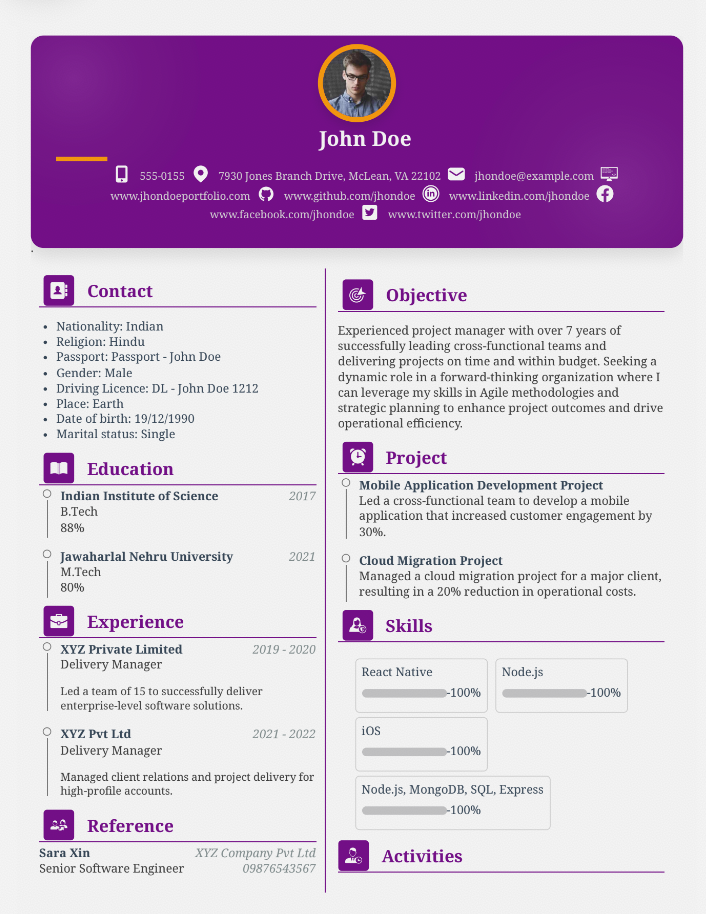 John Doe
555-0155 7930 Jones Branch Drive, McLean, VA 22102 jhondoe@example.com
www.jhondoeportfolio.com www.github.com/jhondoe www.linkedin.com/jhondoe
www.facebook.com/jhondoe www.twitter.com/jhondoe
.
Contact
• Nationality: Indian
• Religion: Hindu
• Passport: Passport - John Doe
• Gender: Male
• Driving Licence: DL - John Doe 1212
• Place: Earth
• Date of birth: 19/12/1990
• Marital status: Single
Education
Indian Institute of Science 2017
B.Tech
88%
Jawaharlal Nehru University 2021
M.Tech
80%
Experience
XYZ Private Limited 2019 - 2020
Delivery Manager
Led a team of 15 to successfully deliver
enterprise-level software solutions.
XYZ Pvt Ltd 2021 - 2022
Delivery Manager
Managed client relations and project delivery for
high-profile accounts.
Reference
Sara Xin XYZ Company Pvt Ltd
Senior Software Engineer 09876543567
Objective
Experienced project manager with over 7 years of
successfully leading cross-functional teams and
delivering projects on time and within budget. Seeking a
dynamic role in a forward-thinking organization where I
can leverage my skills in Agile methodologies and
strategic planning to enhance project outcomes and drive
operational efficiency.
Project
Mobile Application Development Project
Led a cross-functional team to develop a mobile
application that increased customer engagement by
30%.
Cloud Migration Project
Managed a cloud migration project for a major client,
resulting in a 20% reduction in operational costs.
Skills
React Native Node.js
-100% -100%
iOS
-100%
Node.js, MongoDB, SQL, Express
-100%
Activities